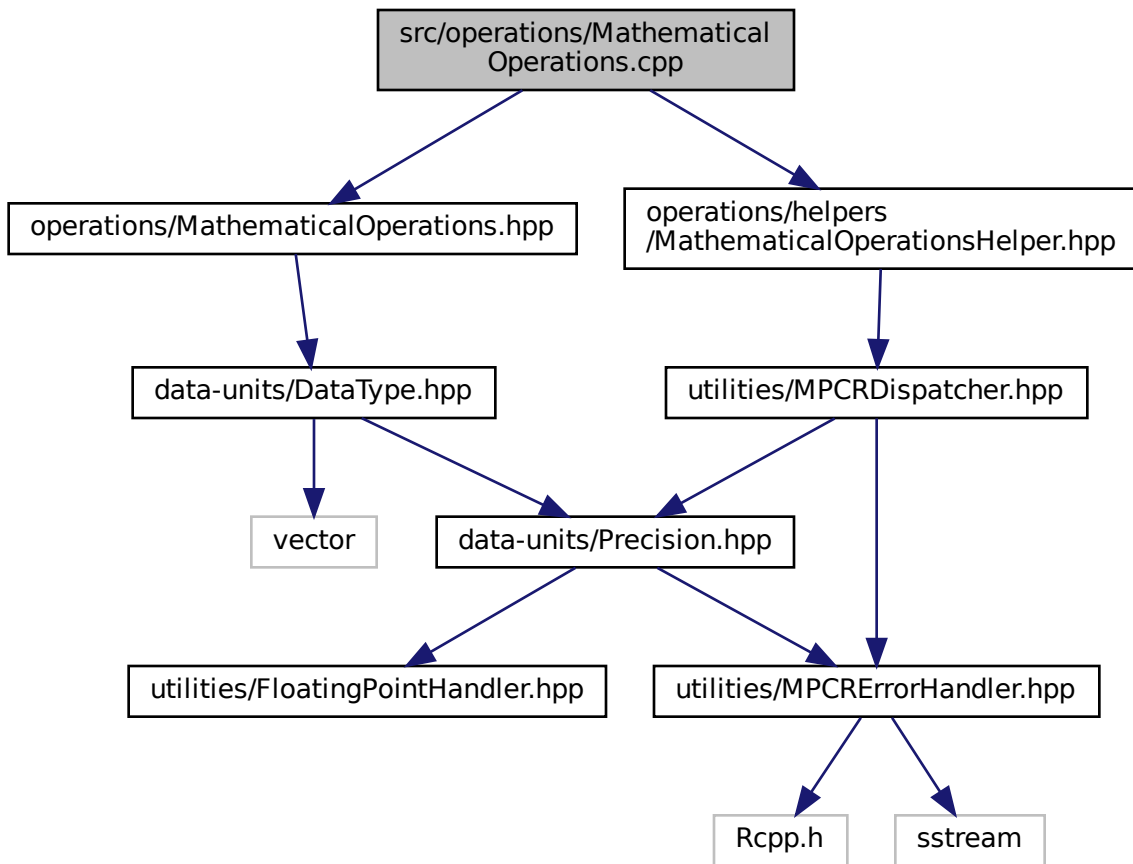 src/operations/Mathematical
Operations.cpp
operations/MathematicalOperations.hpp
operations/helpers
/MathematicalOperationsHelper.hpp
data-units/DataType.hpp
utilities/MPCRDispatcher.hpp
vector
data-units/Precision.hpp
utilities/FloatingPointHandler.hpp
utilities/MPCRErrorHandler.hpp
Rcpp.h
sstream